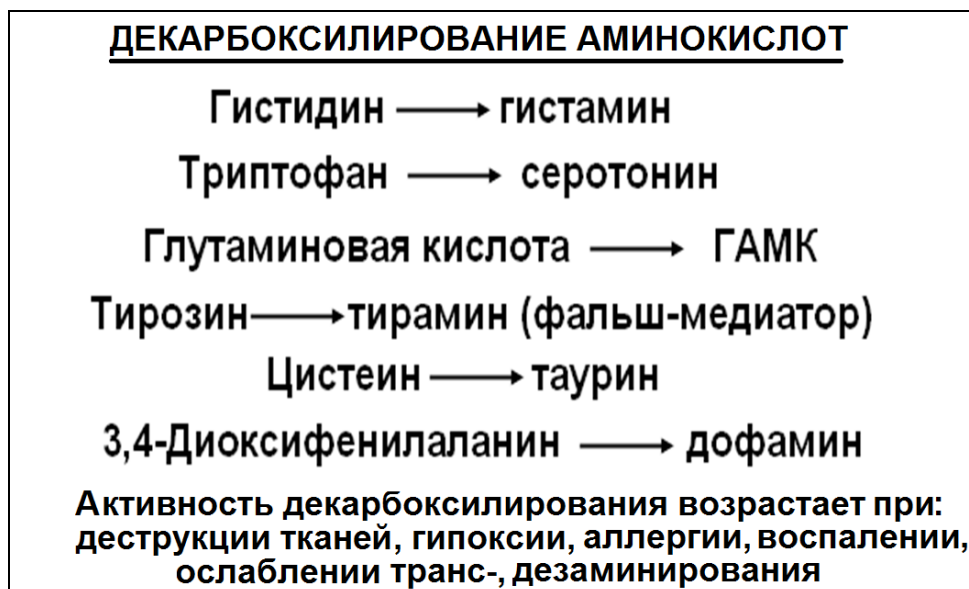 ДЕКАРБОКСИЛИРОВАНИЕ АМИНОКИСЛОТ
Гистидин → гистамин
Триптофан → серотонин
Глутаминовая кислота → ГАМК
Тирозин → тирамин (фальш-медиатор)
Цистеин → таурин
3,4-Диоксифенилаланин → дофамин
Активность декарбоксилирования возрастает при:
деструкции тканей, гипоксии, аллергии, воспалении,
ослаблении транс-, дезаминирования